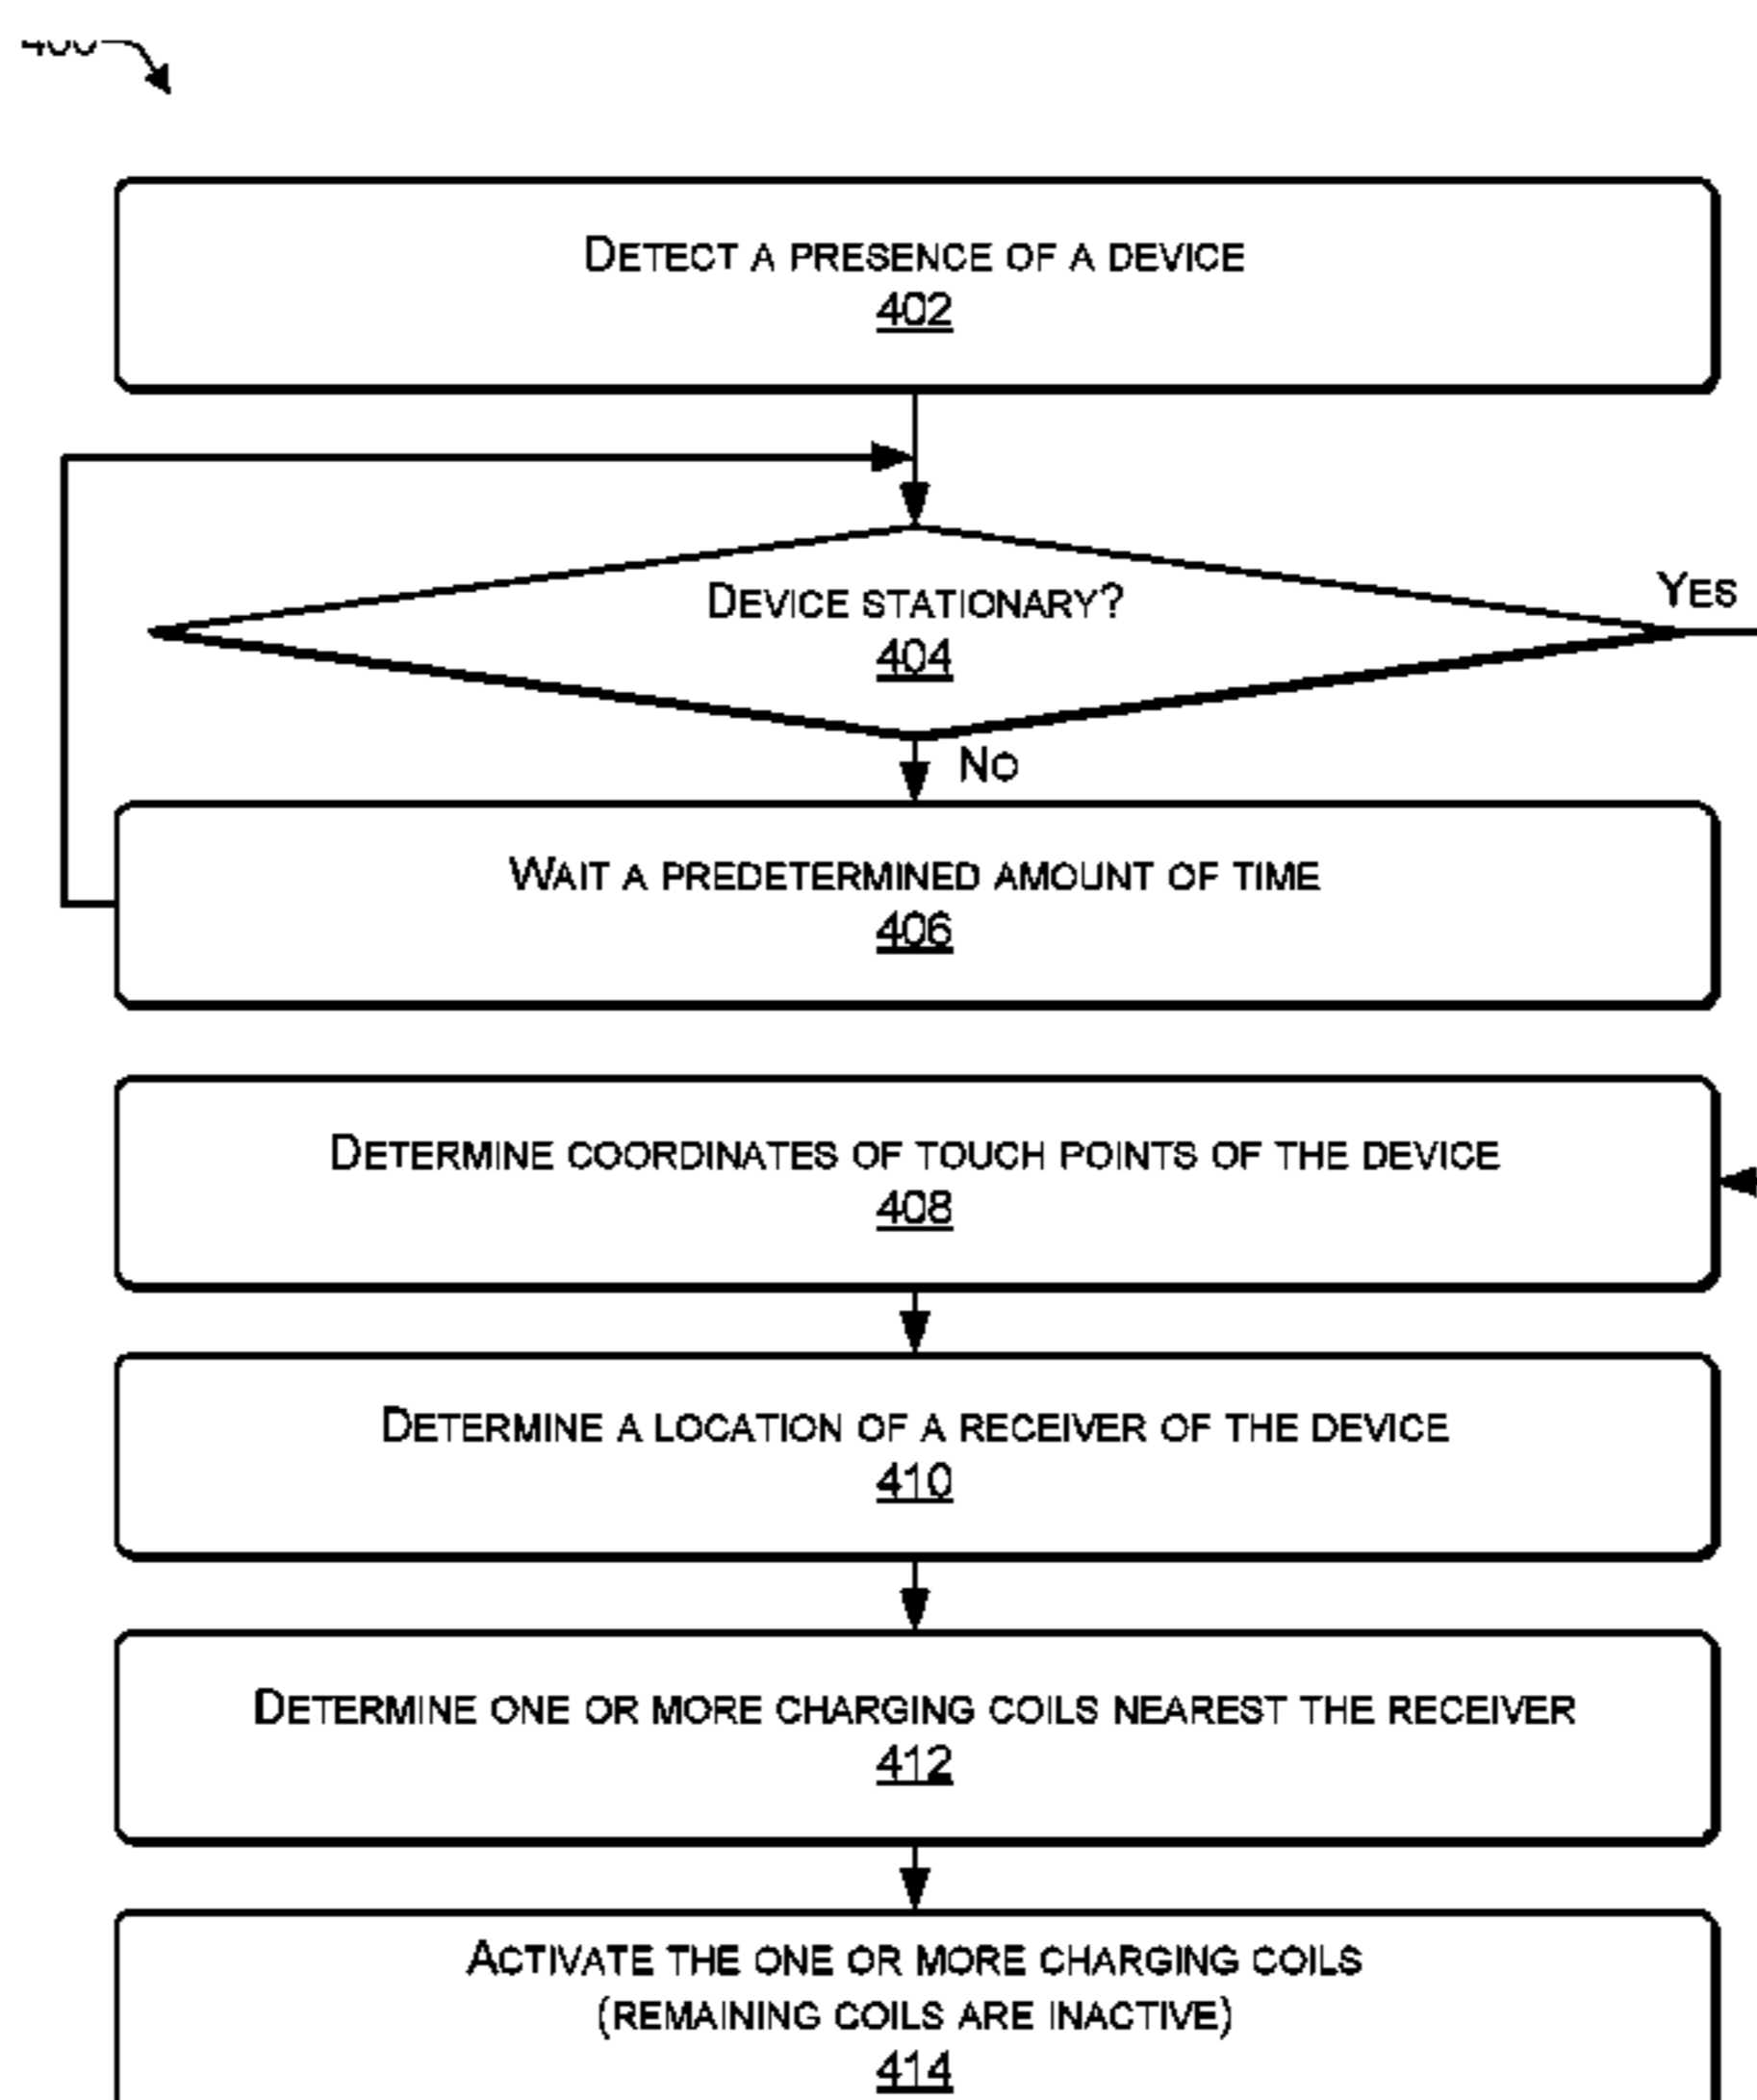 DETECT A PRESENCE OF A DEVICE
402
DEVICE STATIONARY?
404
YES
NO
WAIT A PREDETERMINED AMOUNT OF TIME
406
DETERMINE COORDINATES OF TOUCH POINTS OF THE DEVICE
408
DETERMINE A LOCATION OF A RECEIVER OF THE DEVICE
410
DETERMINE ONE OR MORE CHARGING COILS NEAREST THE RECEIVER
412
ACTIVATE THE ONE OR MORE CHARGING COILS
(REMAINING COILS ARE INACTIVE)
414